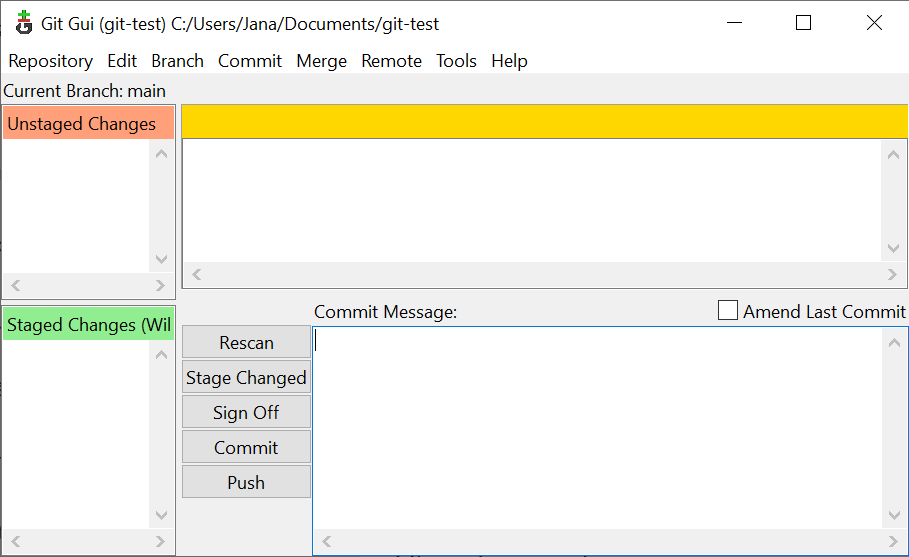 Git Gui (git-test) C:/Users/Jana/Documents/git-test
Repository Edit Branch Commit Merge Remote Tools Help
Current Branch: main
Unstaged Changes
Staged Changes (Wil
Commit Message:
Amend Last Commit
Rescan
Stage Changed
Sign Off
Commit
Push